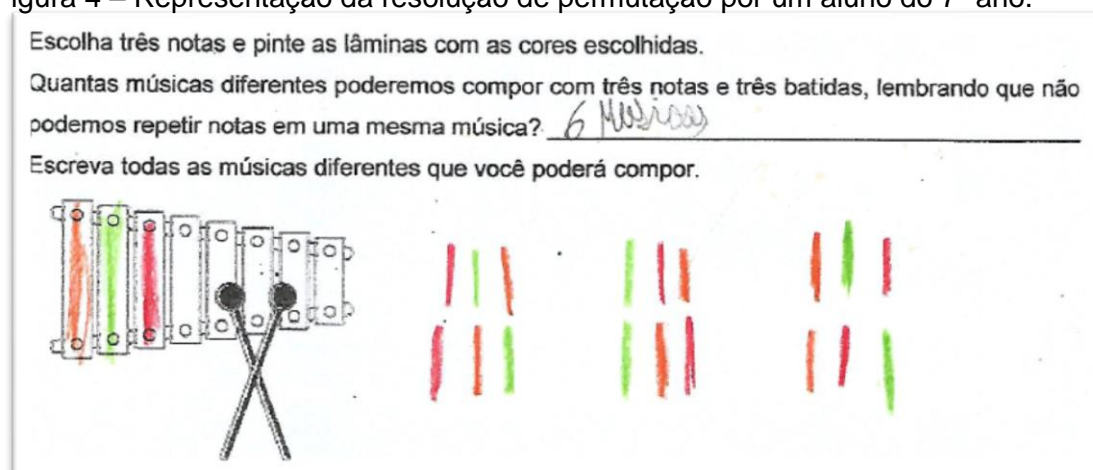 igura 4 – Representação da resolução de permutação por um aluno do 7º ano.
Escolha três notas e pinte as lâminas com as cores escolhidas.
Quantas músicas diferentes poderemos compor com três notas e três batidas, lembrando que não
podemos repetir notas em uma mesma música? 6 Musicas
Escreva todas as músicas diferentes que você poderá compor.